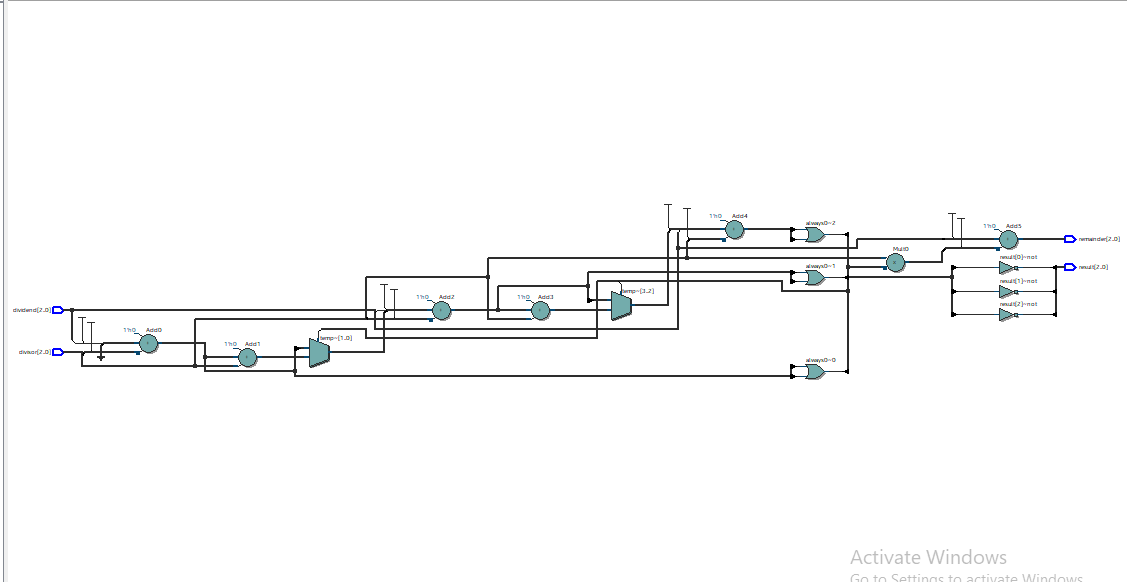 1'h0 Add4
always0~2
1'h0 Add5
remainder[2..0]
Mult0
result[0]~not
always0~1
result[2..0]
result[1]~not
temp~[3..2]
1'h0 Add2
1'h0 Add3
result[2]~not
dividend[2..0]
1'h0 Add0
temp~[1..0]
1'h0 Add1
divisor[2..0]
always0~0
Activate Windows
Go to Settings to activate Windows